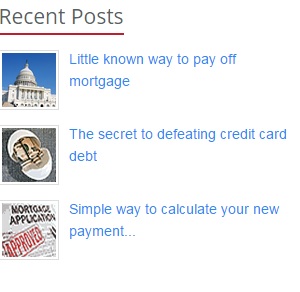 Recent Posts
Little known way to pay off
mortgage
The secret to defeating credit card
debt
MORTGAGE
APPLICATION
APPROVED
Simple way to calculate your new
payment...